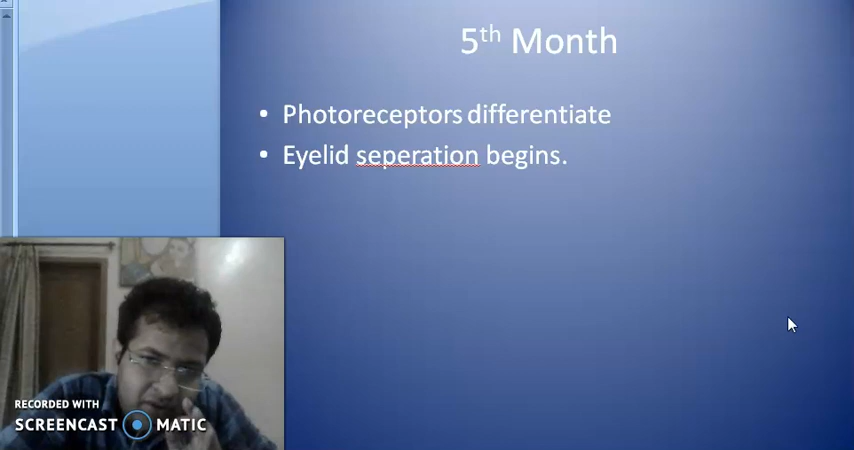 5th Month
• Photoreceptors differentiate
• Eyelid seperation begins.
RECORDED WITH
SCREENCAST MATIC